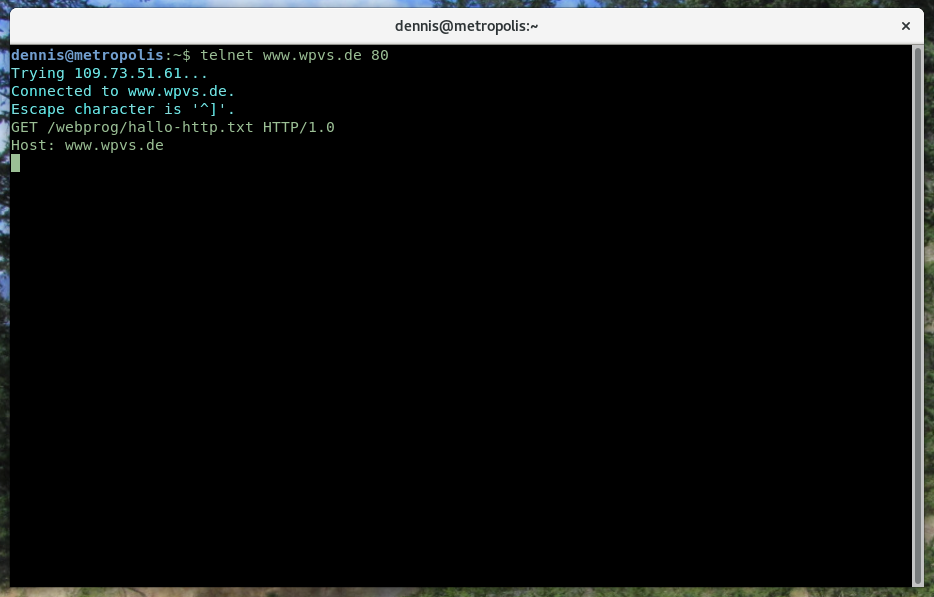 dennis@metropolis:~
dennis@metropolis:~$ telnet www.wpvs.de 80
Trying 109.73.51.61...
Connected to www.wpvs.de.
Escape character is '^]'.
GET /webprog/hallo-http.txt HTTP/1.0
Host: www.wpvs.de